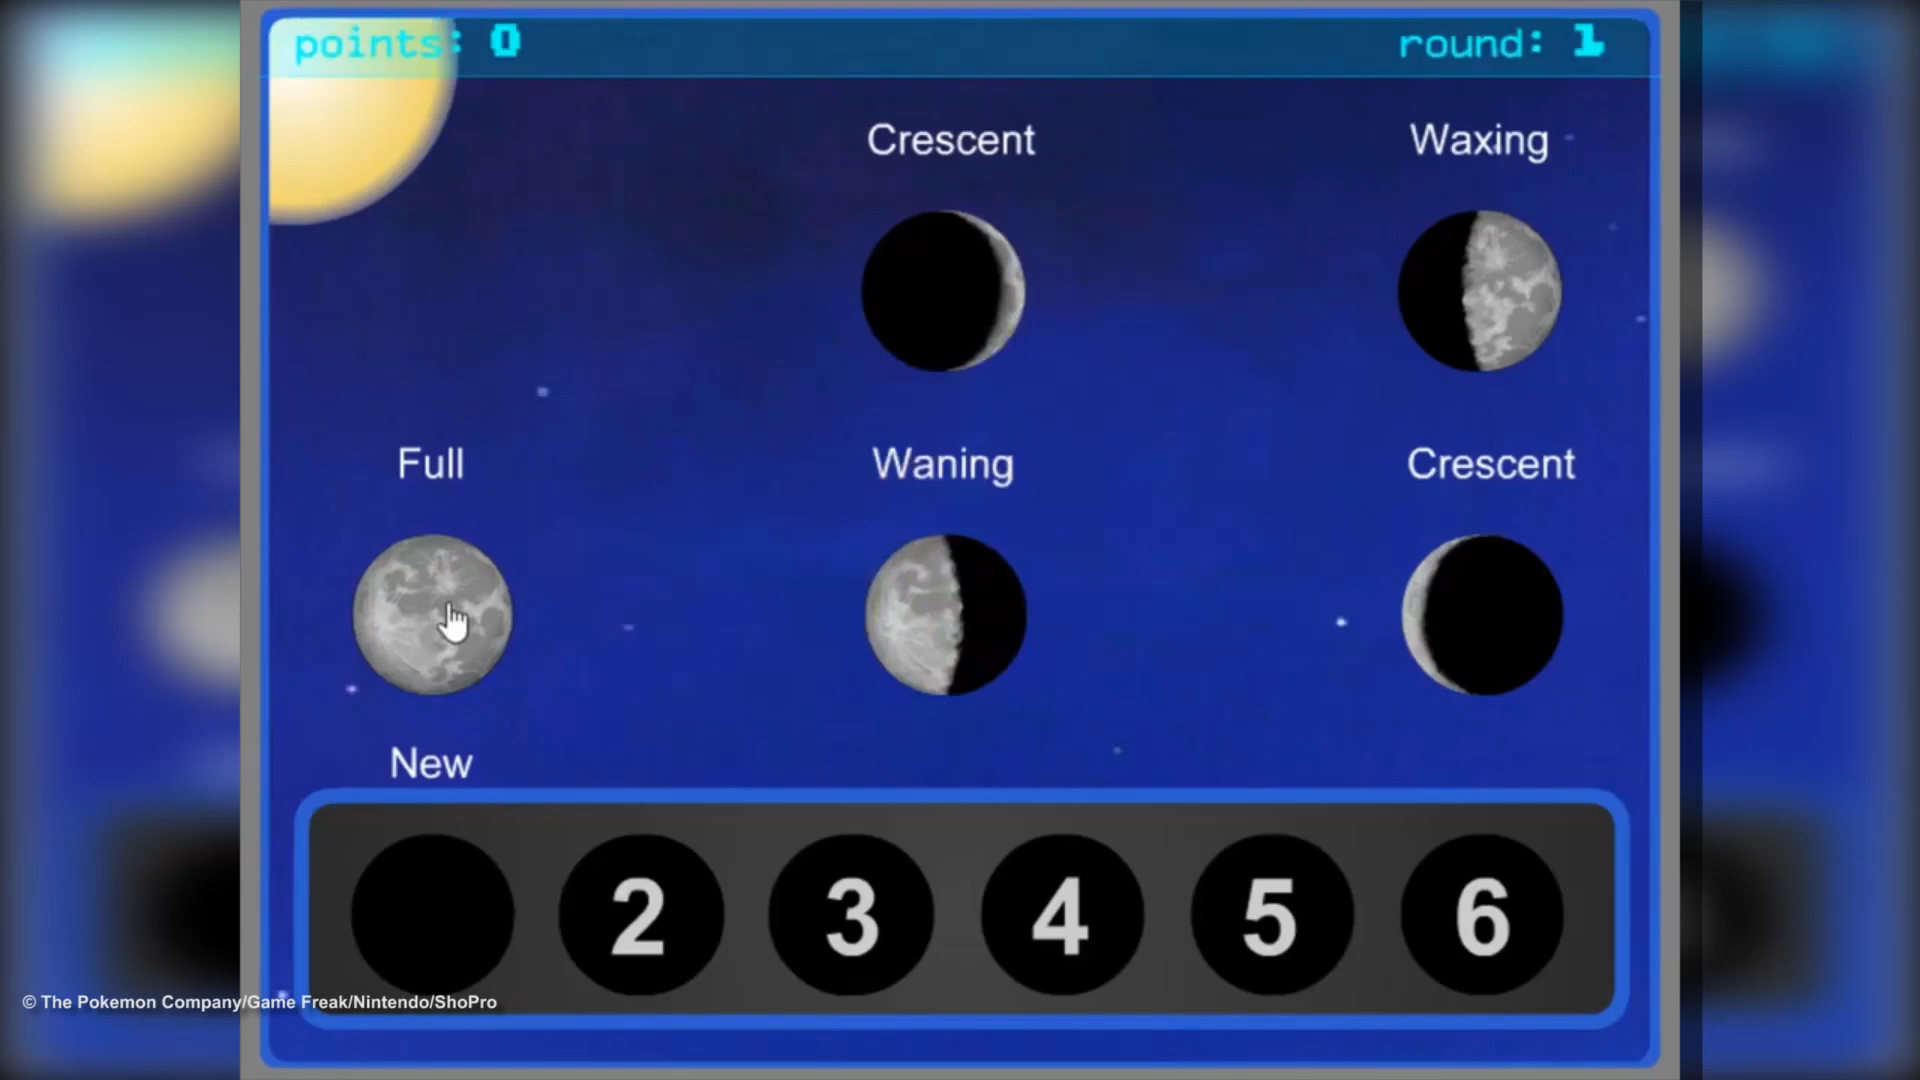 points: 0
round: 1
Crescent
Waxing
Full
Waning
Crescent
New
2 3 4 5 6
© The Pokemon Company/Game Freak/Nintendo/ShoPro